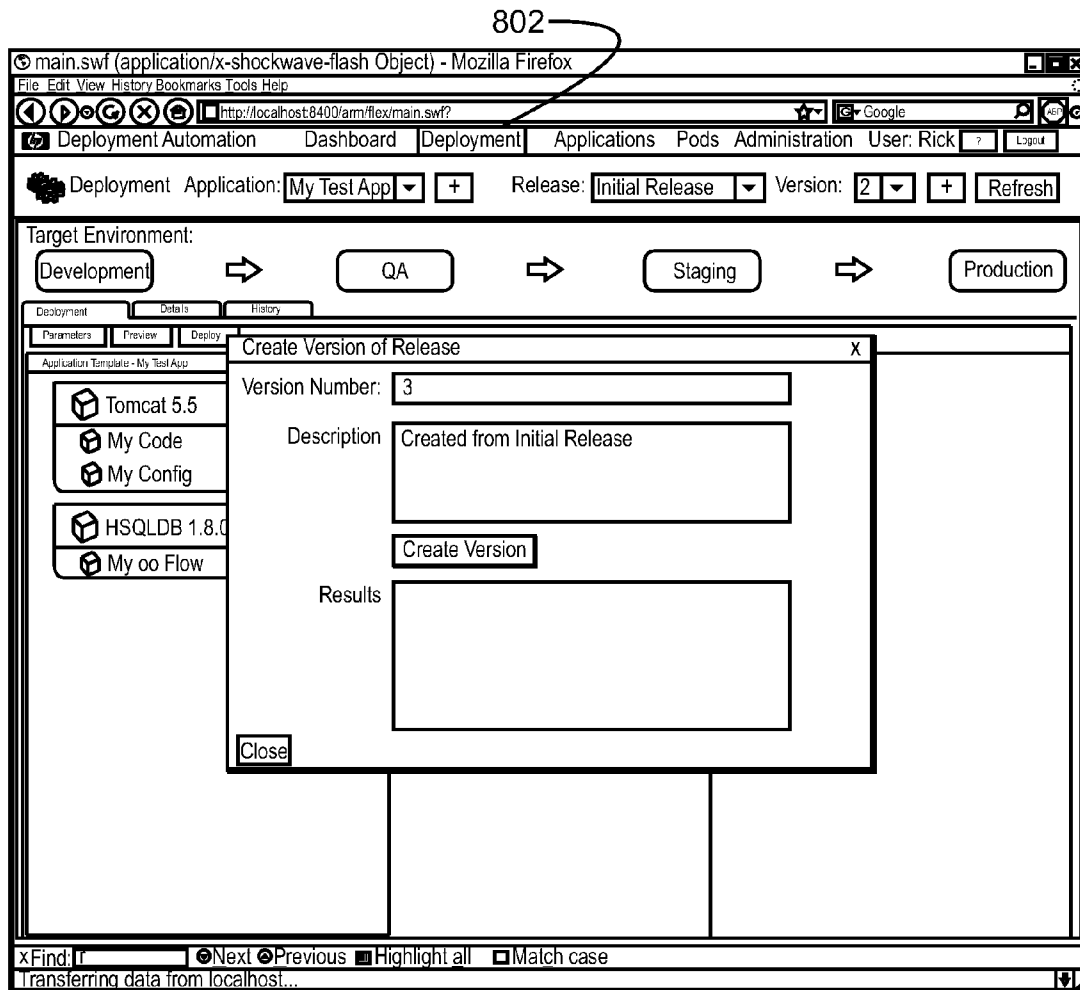 802
main.swf (application/x-shockwave-flash Object) - Mozilla Firefox
File Edit View History Bookmarks Tools Help
http://localhost:8400/arm/flex/main.swf? G Google ABP
hp Deployment Automation Dashboard Deployment Applications Pods Administration User: Rick ? Logout
Deployment Application: My Test App + Release: Initial Release Version: 2 + Refresh
Target Environment:
Development QA Staging Production
Deployment Details History
Parameters Preview Deploy
Application Template - My Test App
Tomcat 5.5
My Code
My Config
HSQLDB 1.8.0
My oo Flow
Create Version of Release X
Version Number: 3
Description Created from Initial Release
Create Version
Results
Close
x Find: r Next Previous Highlight all Match case
Transferring data from localhost...